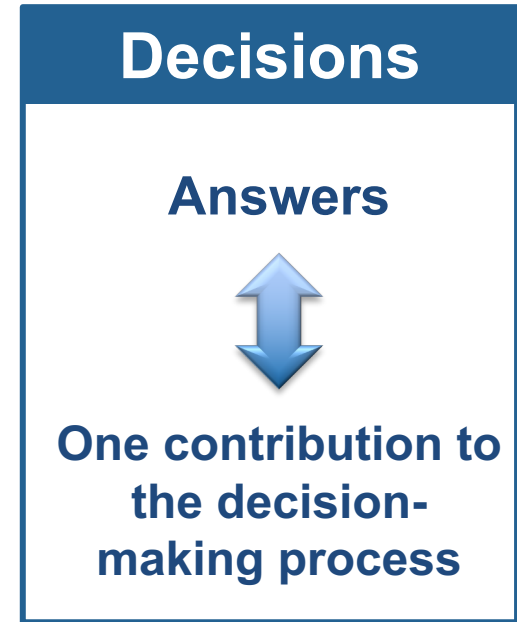 Decisions
Answers
One contribution to
the decision-
making process